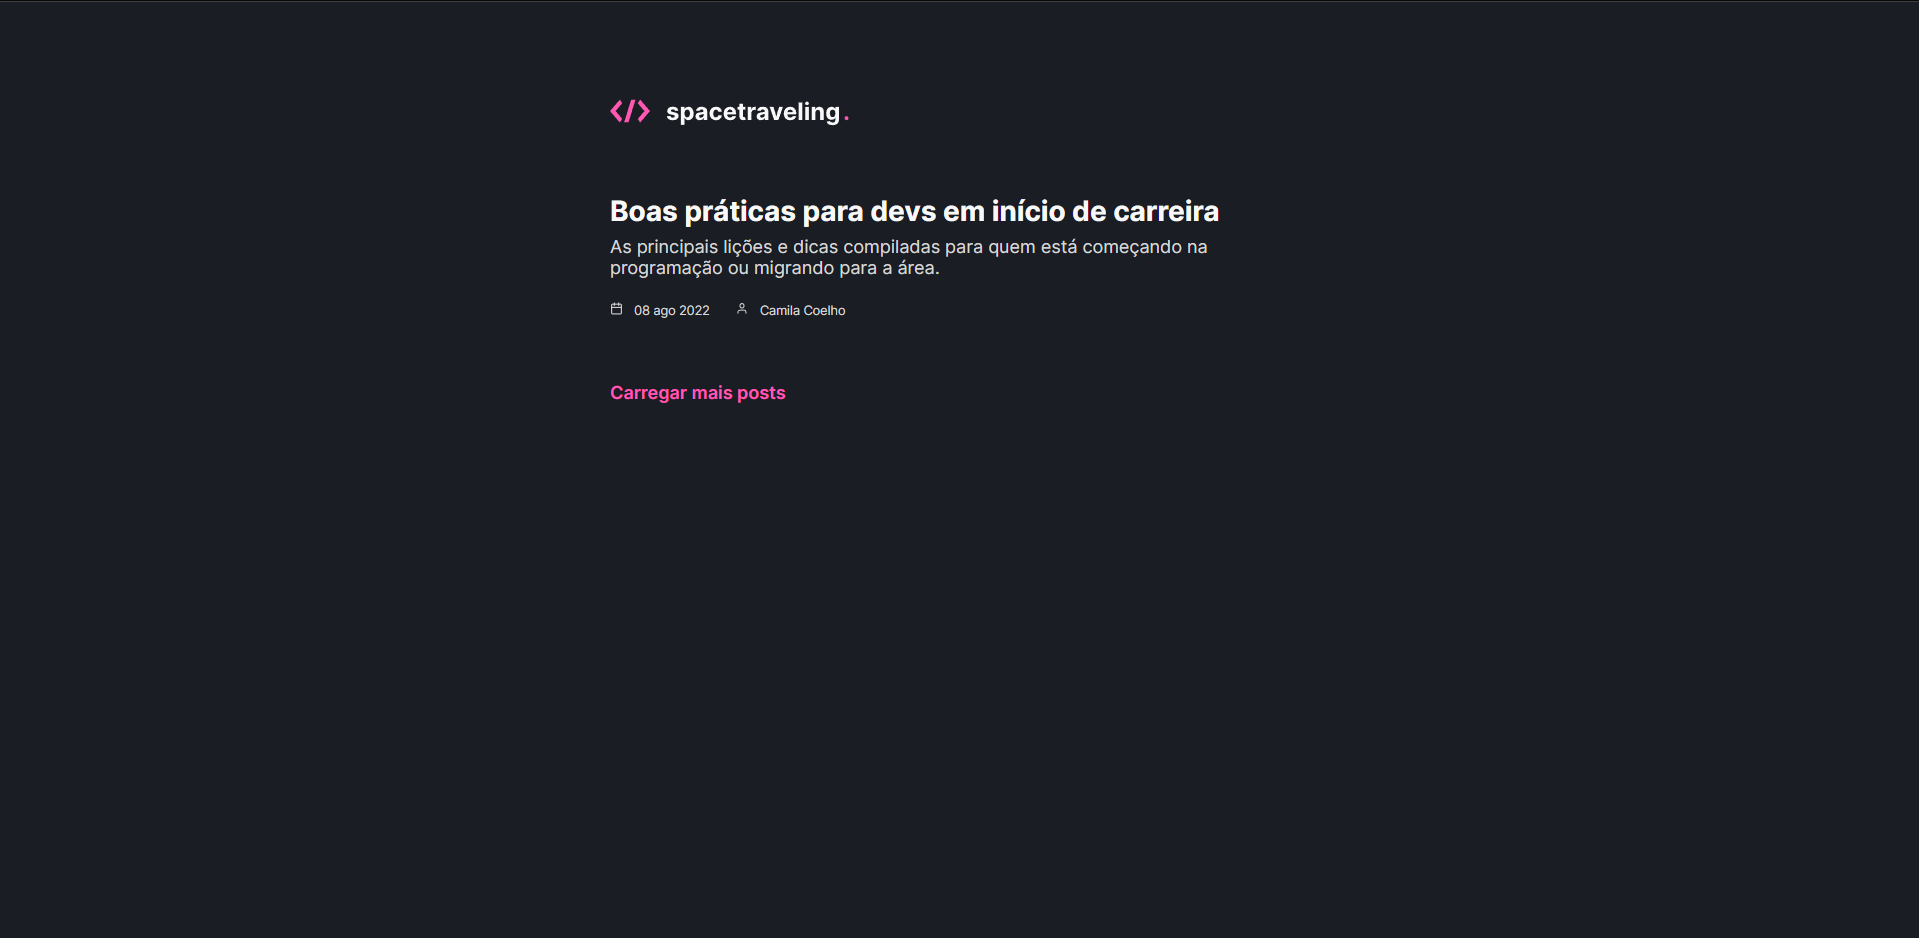 </> spacetraveling.
Boas práticas para devs em início de carreira
As principais lições e dicas compiladas para quem está começando na
programação ou migrando para a área.
08 ago 2022 Camila Coelho
Carregar mais posts